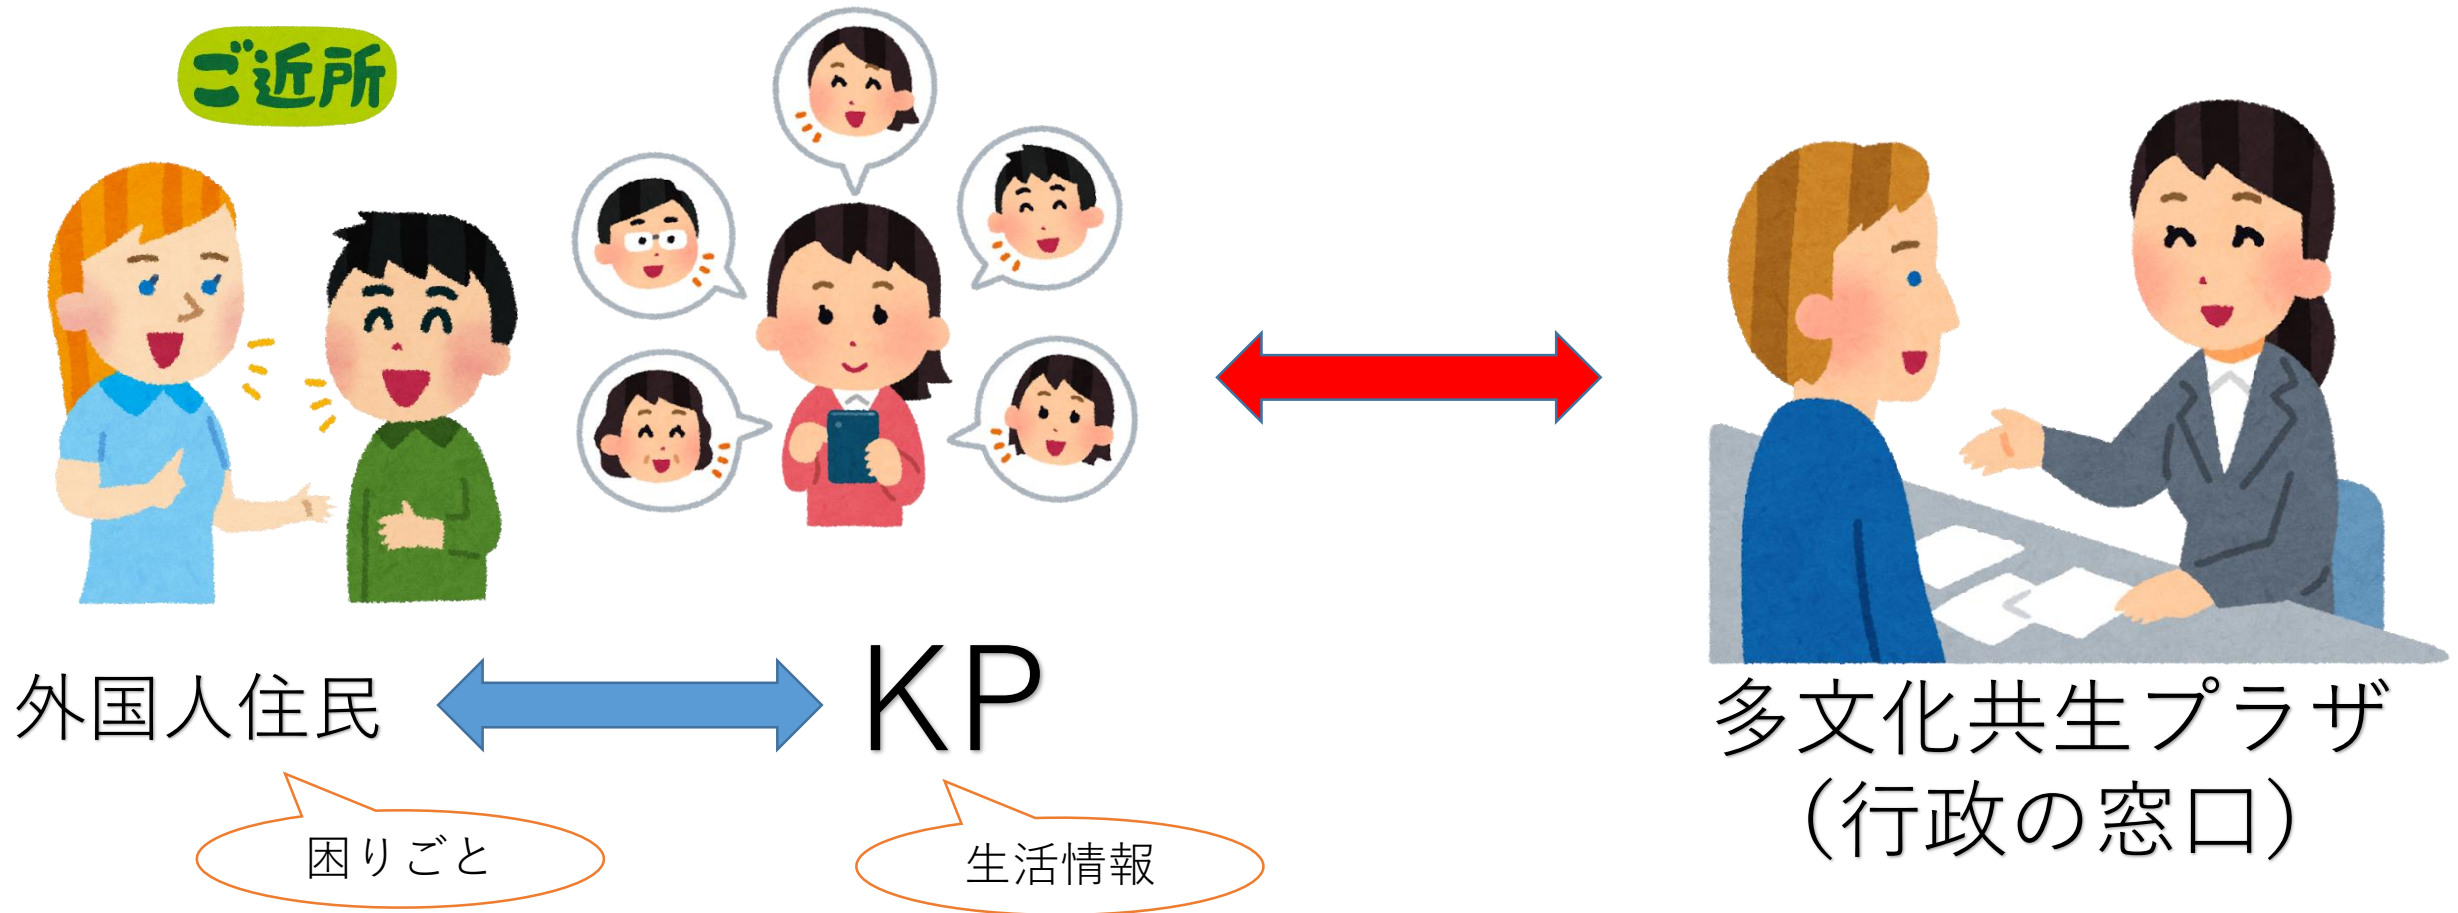 ご近所
外国人住民
KP
多文化共生プラザ
（行政の窓口）
困りごと
生活情報